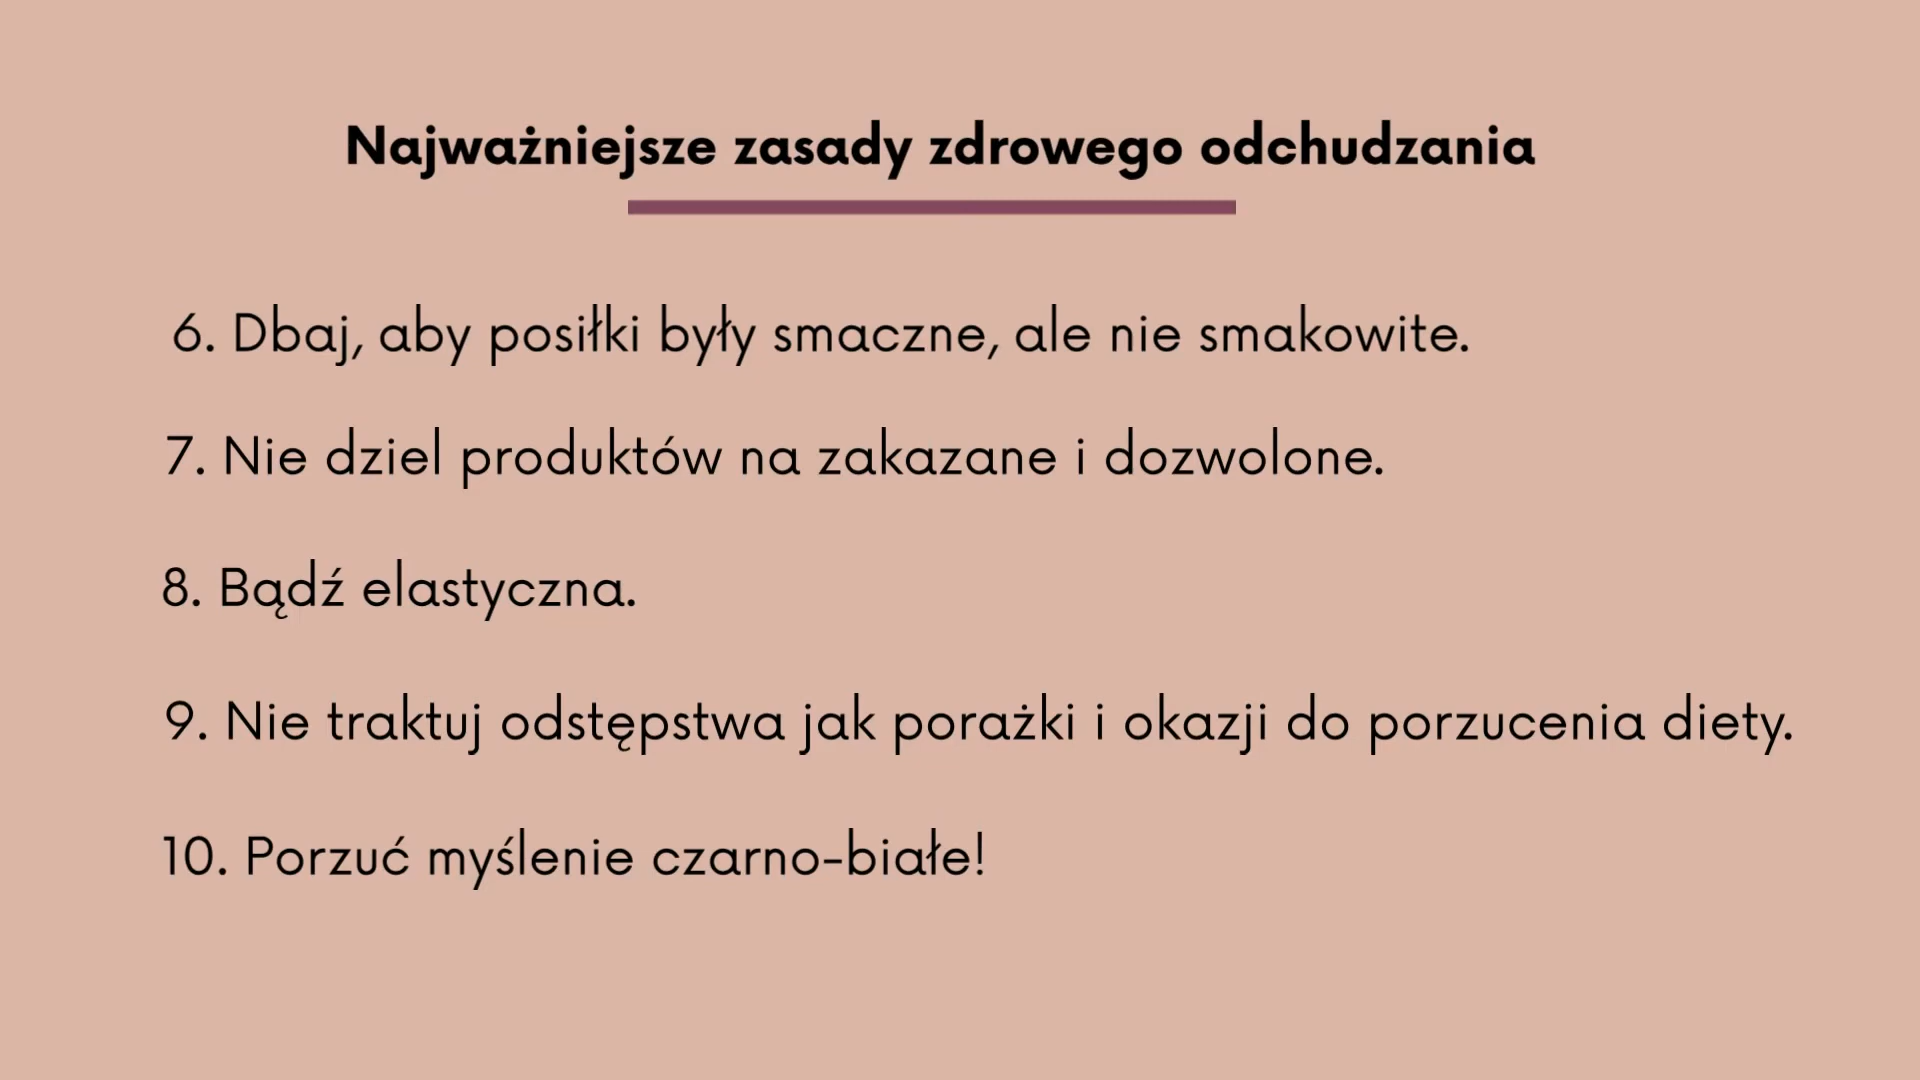 Najważniejsze zasady zdrowego odchudzania
6. Dbaj, aby posiłki były smaczne, ale nie smakowite.
7. Nie dziel produktów na zakazane i dozwolone.
8. Bądź elastyczna.
9. Nie traktuj odstępstwa jak porażki i okazji do porzucenia diety.
10. Porzuć myślenie czarno-białe!